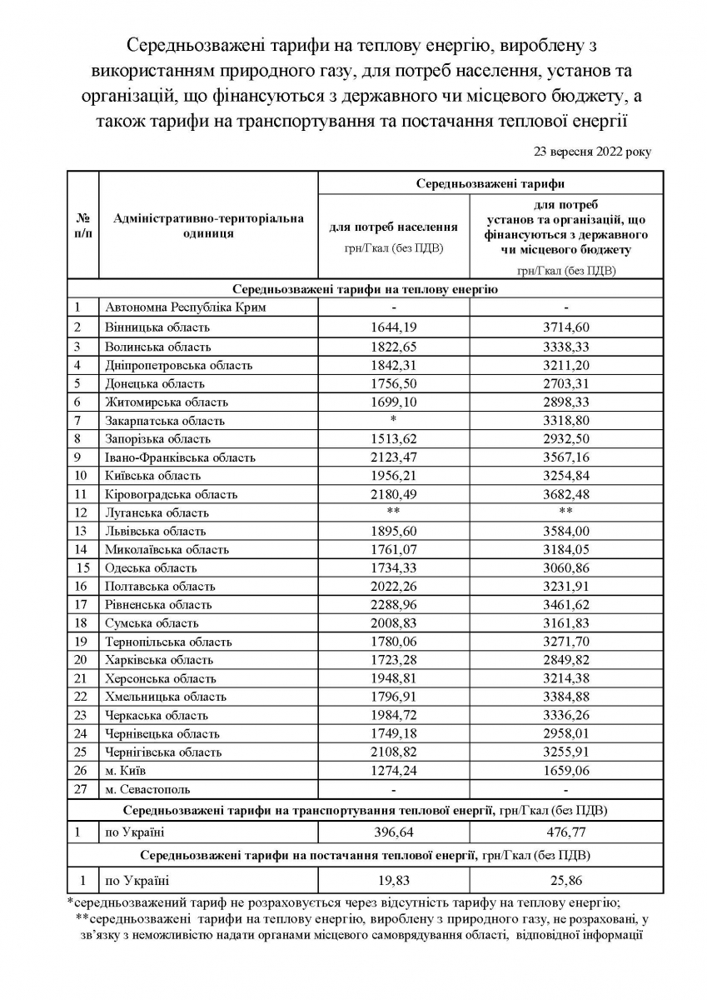 Середньозважені тарифи на теплову енергію, вироблену з
використанням природного газу, для потреб населення, установ та
організацій, що фінансуються з державного чи місцевого бюджету, а
також тарифи на транспортування та постачання теплової енергії
23 вересня 2022 року
№ п/п Адміністративно-територіальна одиниця Середньозважені тарифи
для потреб населення
грн/Гкал (без ПДВ)
для потреб
установ та організацій, що
фінансуються з державного
чи місцевого бюджету
грн/Гкал (без ПДВ)
Середньозважені тарифи на теплову енергію
1 Автономна Республіка Крим - -
2 Вінницька область 1644,19 3714,60
3 Волинська область 1822,65 3338,33
4 Дніпропетровська область 1842,31 3211,20
5 Донецька область 1756,50 2703,31
6 Житомирська область 1699,10 2898,33
7 Закарпатська область * 3318,80
8 Запорізька область 1513,62 2932,50
9 Івано-Франківська область 2123,47 3567,16
10 Київська область 1956,21 3254,84
11 Кіровоградська область 2180,49 3682,48
12 Луганська область ** **
13 Львівська область 1895,60 3584,00
14 Миколаївська область 1761,07 3184,05
15 Одеська область 1734,33 3060,86
16 Полтавська область 2022,26 3231,91
17 Рівненська область 2288,96 3461,62
18 Сумська область 2008,83 3161,83
19 Тернопільська область 1780,06 3271,70
20 Харківська область 1723,28 2849,82
21 Херсонська область 1948,81 3214,38
22 Хмельницька область 1796,91 3384,88
23 Черкаська область 1984,72 3336,26
24 Чернівецька область 1749,18 2958,01
25 Чернігівська область 2108,82 3255,91
26 м. Київ 1274,24 1659,06
27 м. Севастополь - -
Середньозважені тарифи на транспортування теплової енергії, грн/Гкал (без ПДВ)
1 по Україні 396,64 476,77
Середньозважені тарифи на постачання теплової енергії, грн/Гкал (без ПДВ)
1 по Україні 19,83 25,86
*середньозважений тариф не розраховується через відсутність тарифу на теплову енергію;
**середньозважені тарифи на теплову енергію, вироблену з природного газу, не розраховані, у
зв’язку з неможливістю надати органами місцевого самоврядування області, відповідної інформації